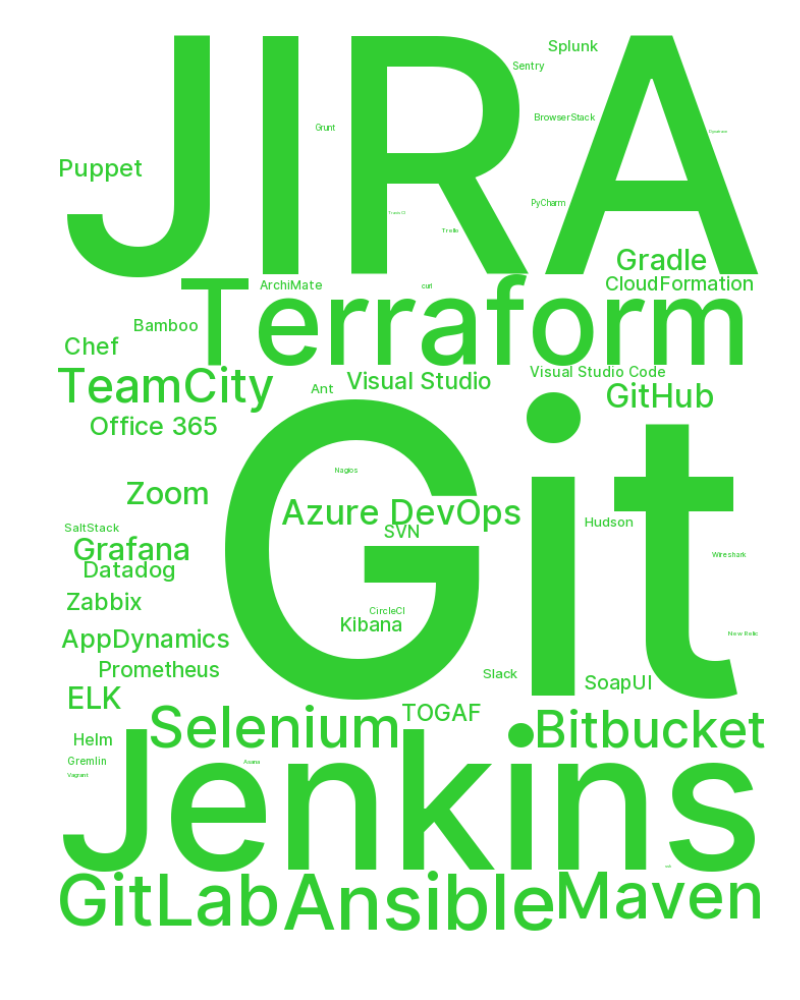 JIRA
Splunk
Sentry
BrowserStack
Grunt
Puppet
PyCharm
Trello
Gradle
CloudFormation
ArchiMate
curl
Terraform
Bamboo
Chef
TeamCity
Visual Studio
Visual Studio Code
Ant
GitHub
Office 365
Git
Nagios
Zoom
Azure DevOps
SaltStack
SVN
Hudson
Grafana
Wireshark
Datadog
Zabbix
CircleCI
Kibana
New Relic
AppDynamics
Prometheus
Slack
SoapUI
ELK
TOGAF
Selenium
Bitbucket
Helm
Gremlin
Asana
Vagrant
Jenkins
GitLab
Ansible
Maven